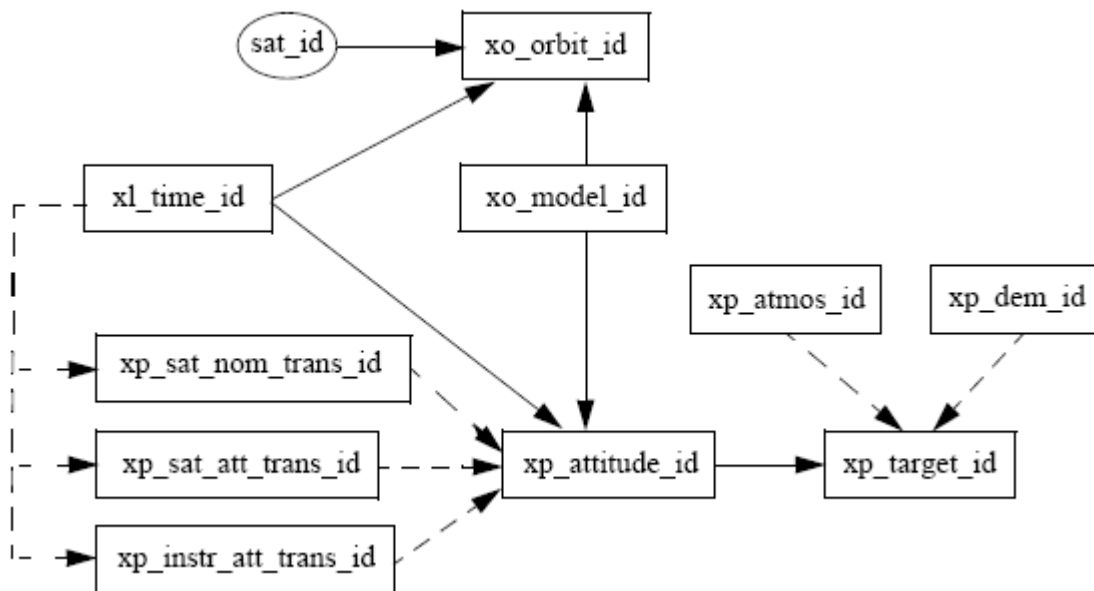 sat_id
xo_orbit_id
xl_time_id
xo_model_id
xp_atmos_id
xp_dem_id
xp_sat_nom_trans_id
xp_sat_att_trans_id
xp_attitude_id
xp_target_id
xp_instr_att_trans_id